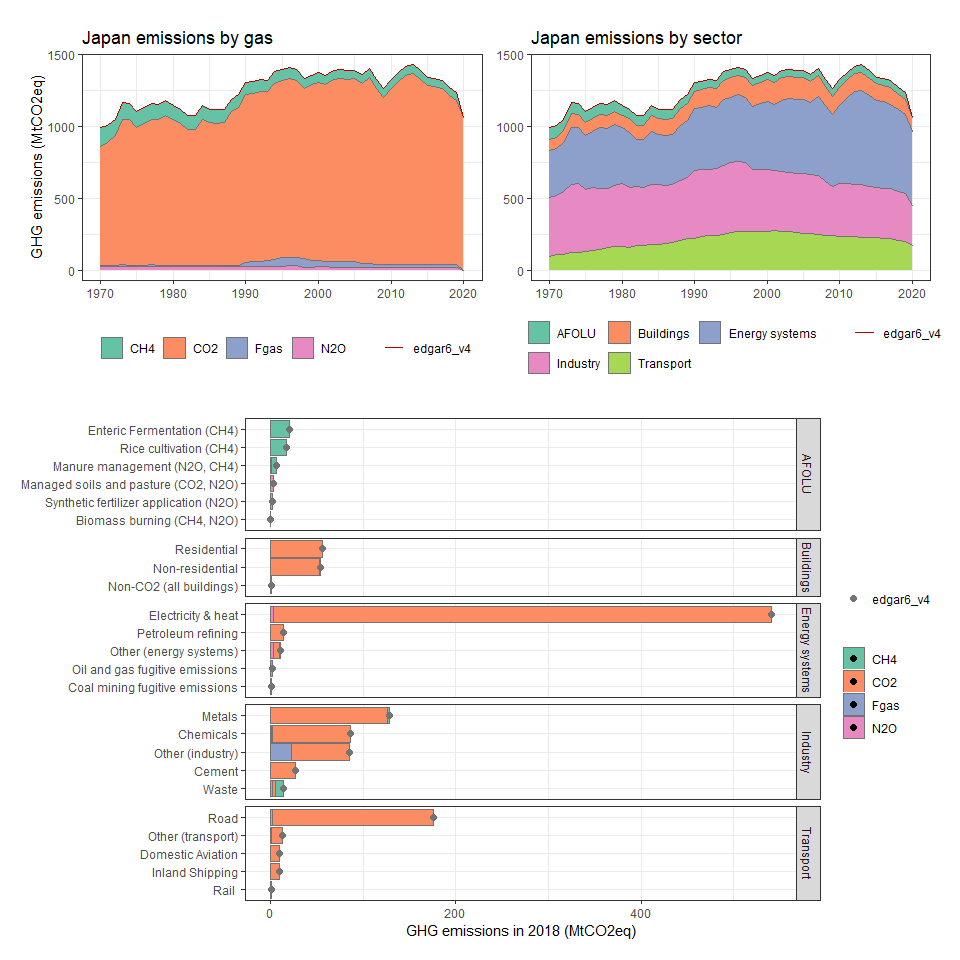 Japan emissions by gas
GHG emissions (MtCO2eq)
1500
1000
500
0
1970 1980 1990 2000 2010 2020
CH4 CO2 Fgas N2O edgar6_v4
Japan emissions by sector
1500
1000
500
0
1970 1980 1990 2000 2010 2020
AFOLU Buildings Energy systems edgar6_v4
Industry Transport
Enteric Fermentation (CH4)
Rice cultivation (CH4)
Manure management (N2O, CH4)
Managed soils and pasture (CO2, N2O)
Synthetic fertilizer application (N2O)
Biomass burning (CH4, N2O)
AFOLU
Residential
Non-residential
Non-CO2 (all buildings)
Buildings
Electricity & heat
Petroleum refining
Other (energy systems)
Oil and gas fugitive emissions
Coal mining fugitive emissions
Energy systems
Metals
Chemicals
Other (industry)
Cement
Waste
Industry
Road
Other (transport)
Domestic Aviation
Inland Shipping
Rail
Transport
0 200 400
GHG emissions in 2018 (MtCO2eq)
edgar6_v4
CH4
CO2
Fgas
N2O